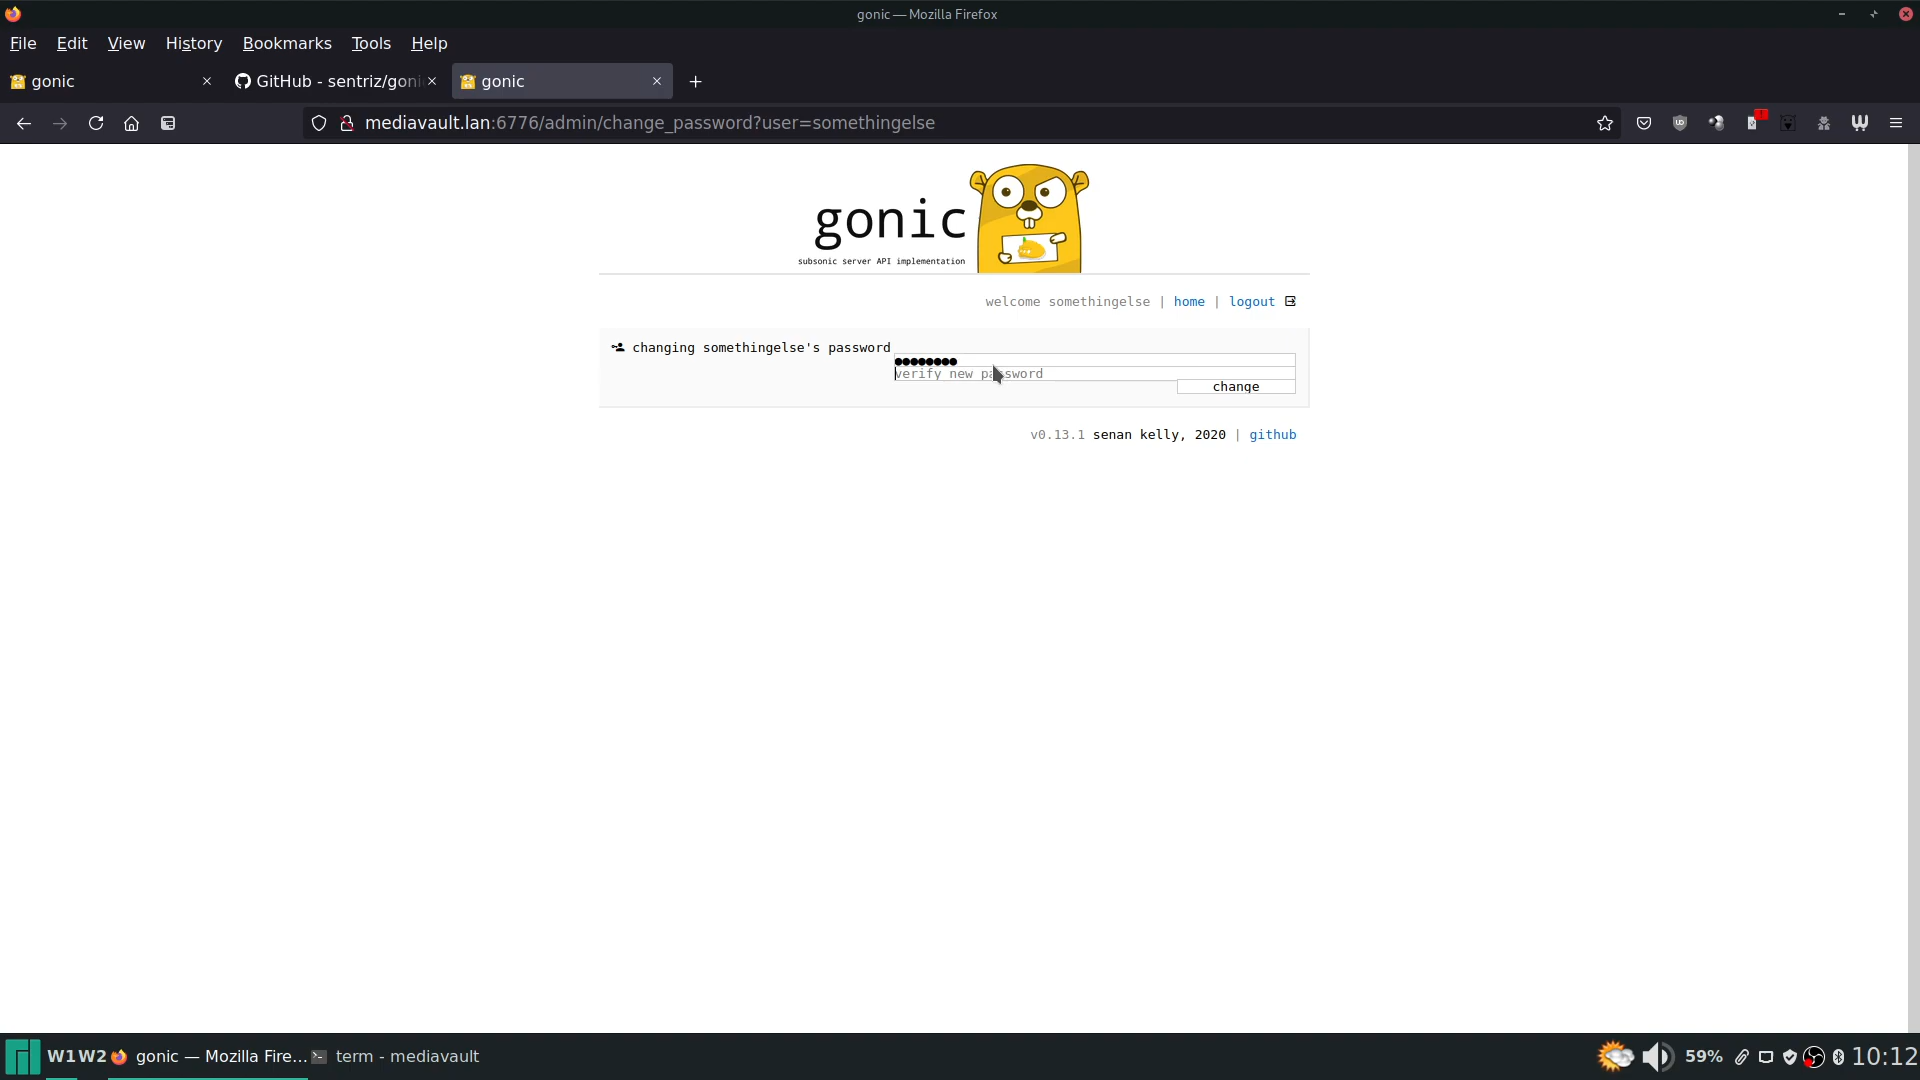 gonic — Mozilla Firefox
File Edit View History Bookmarks Tools Help
gonic GitHub - sentriz/goni gonic
mediavault.lan:6776/admin/change_password?user=somethingelse
gonic
subsonic server API implementation
welcome somethingelse | home | logout
changing somethingelse's password
●●●●●●●●
verify new password
change
v0.13.1 senan kelly, 2020 | github
W1 W2 gonic — Mozilla Fire... term - mediavault 59% 10:12